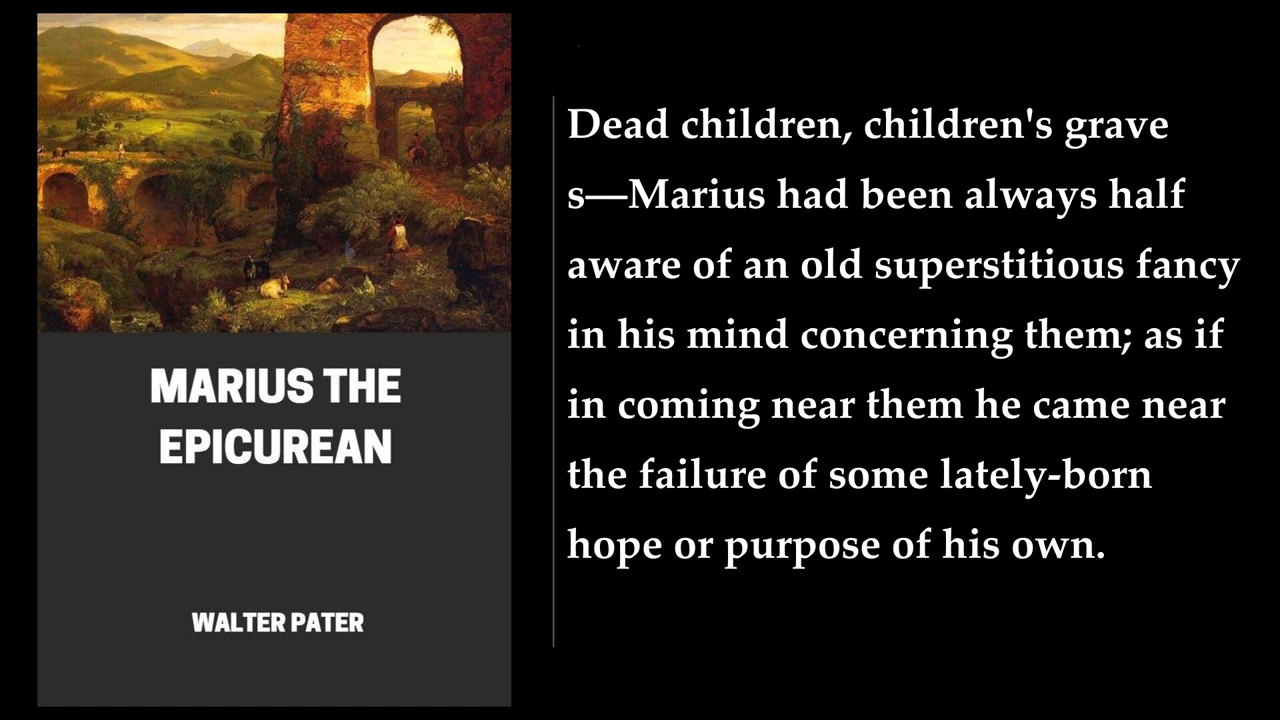 MARIUS THE
EPICUREAN
WALTER PATER
Dead children, children's grave
s—Marius had been always half
aware of an old superstitious fancy
in his mind concerning them; as if
in coming near them he came near
the failure of some lately-born
hope or purpose of his own.